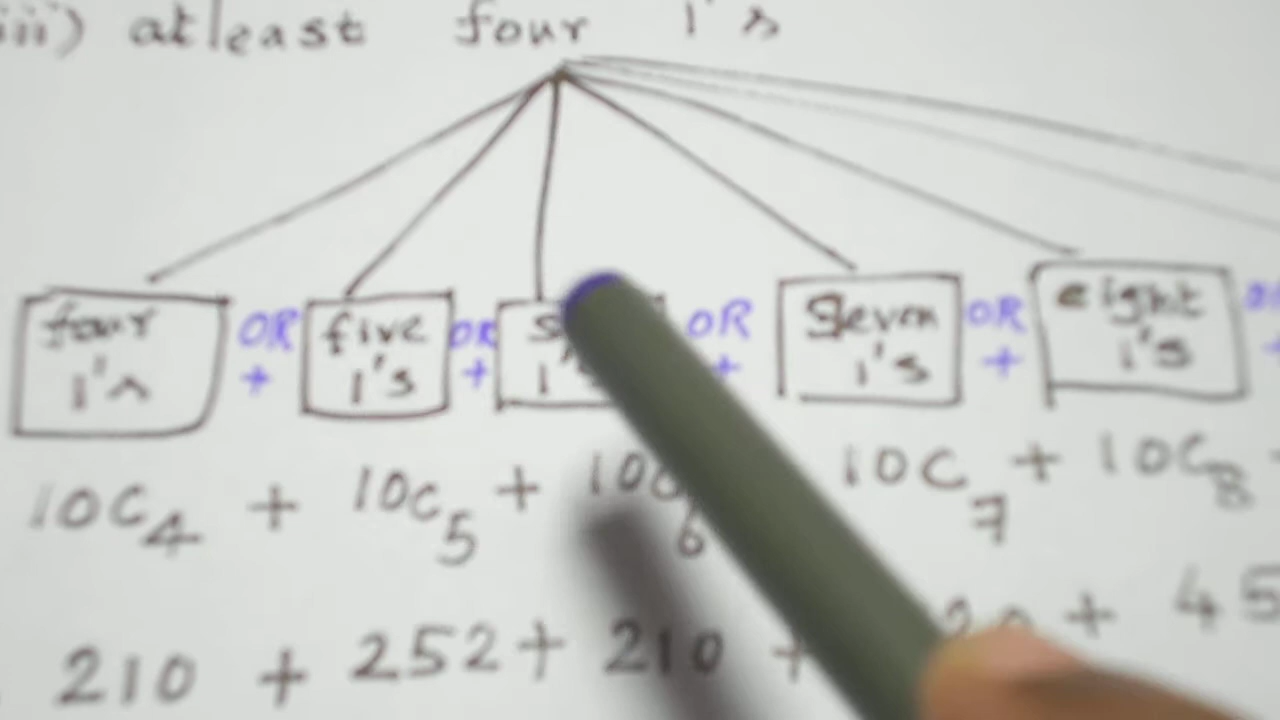 iii) atleast four 1's
four OR five OR OR Seven OR eight
1's + 1's + + 1's + 1's
10C4 + 10C5 + 10C6 10C7 + 10C8
210 + 252 + 210 + + 45